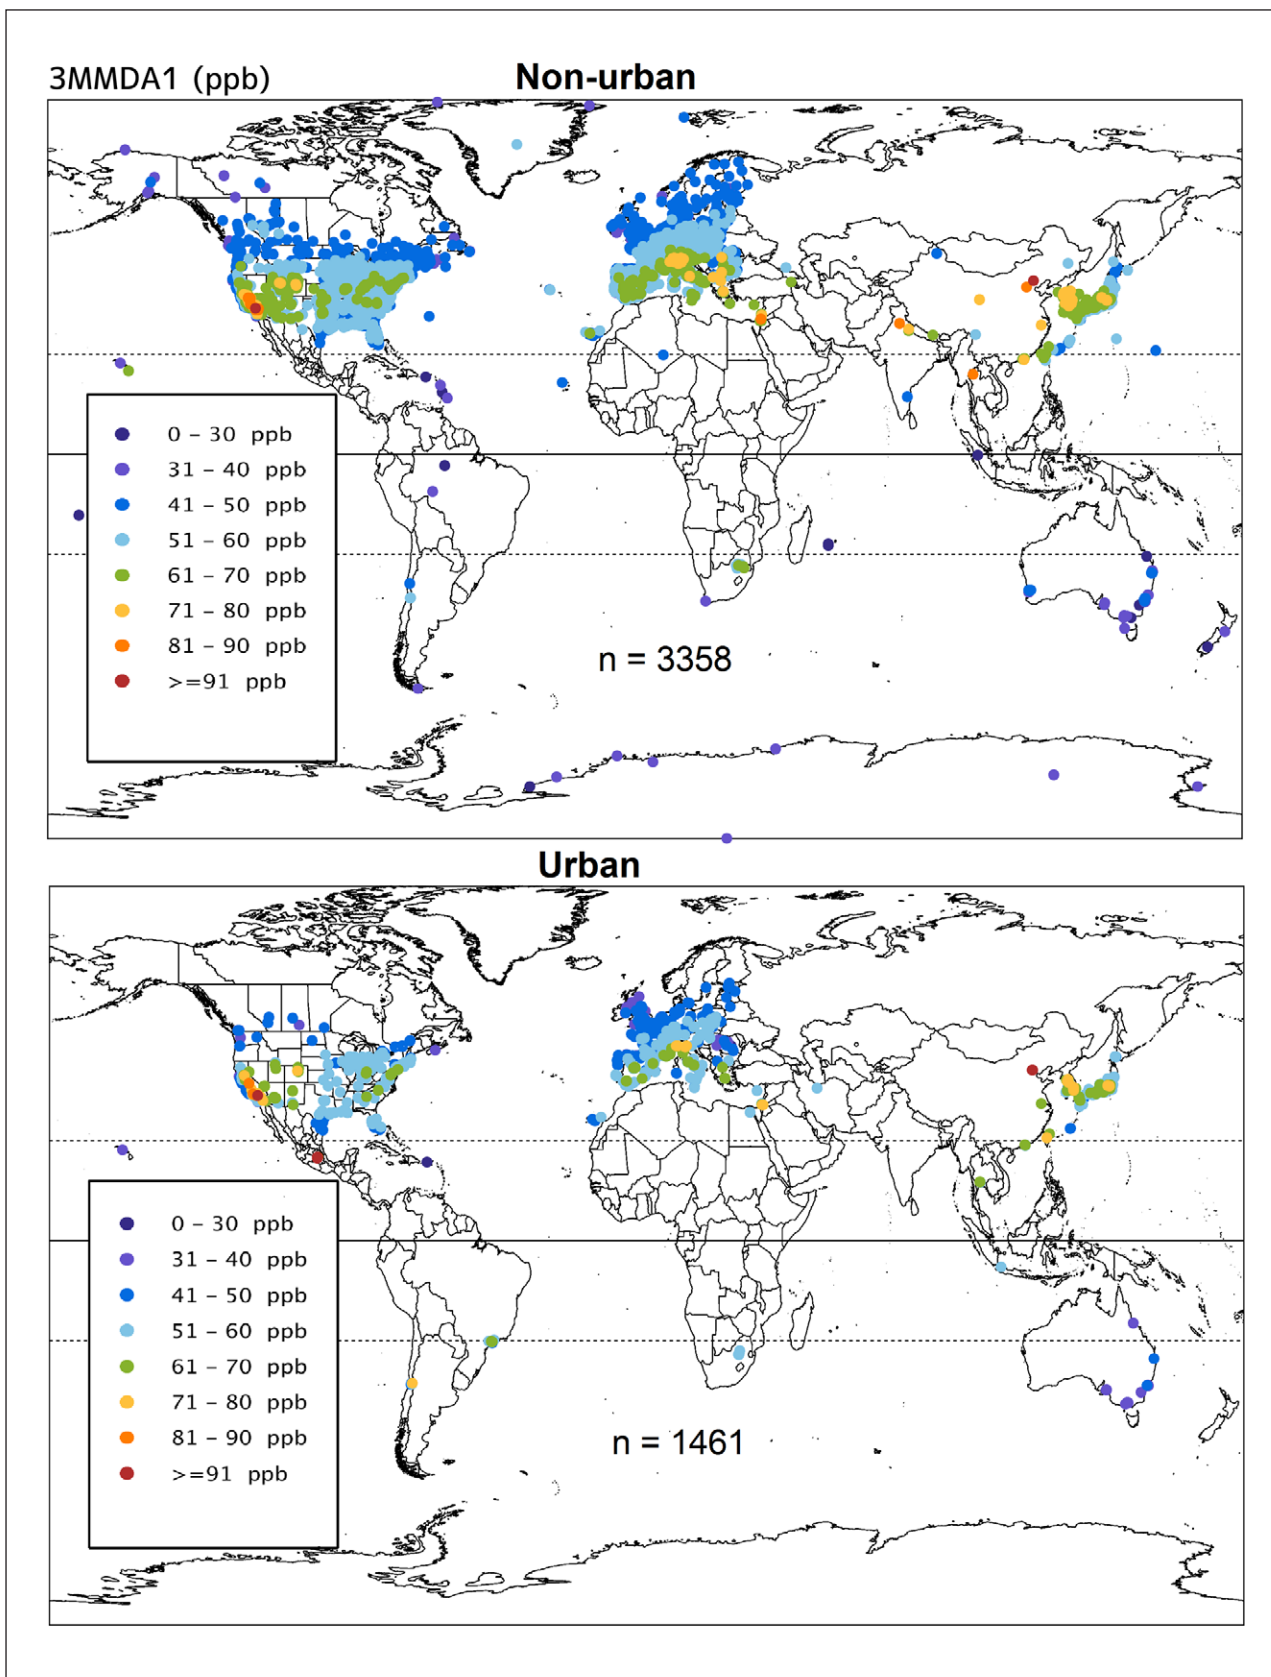 3MMDA1 (ppb)
Non-urban
0 – 30 ppb
31 – 40 ppb
41 – 50 ppb
51 – 60 ppb
61 – 70 ppb
71 – 80 ppb
81 – 90 ppb
>=91 ppb
n = 3358
Urban
0 – 30 ppb
31 – 40 ppb
41 – 50 ppb
51 – 60 ppb
61 – 70 ppb
71 – 80 ppb
81 – 90 ppb
>=91 ppb
n = 1461